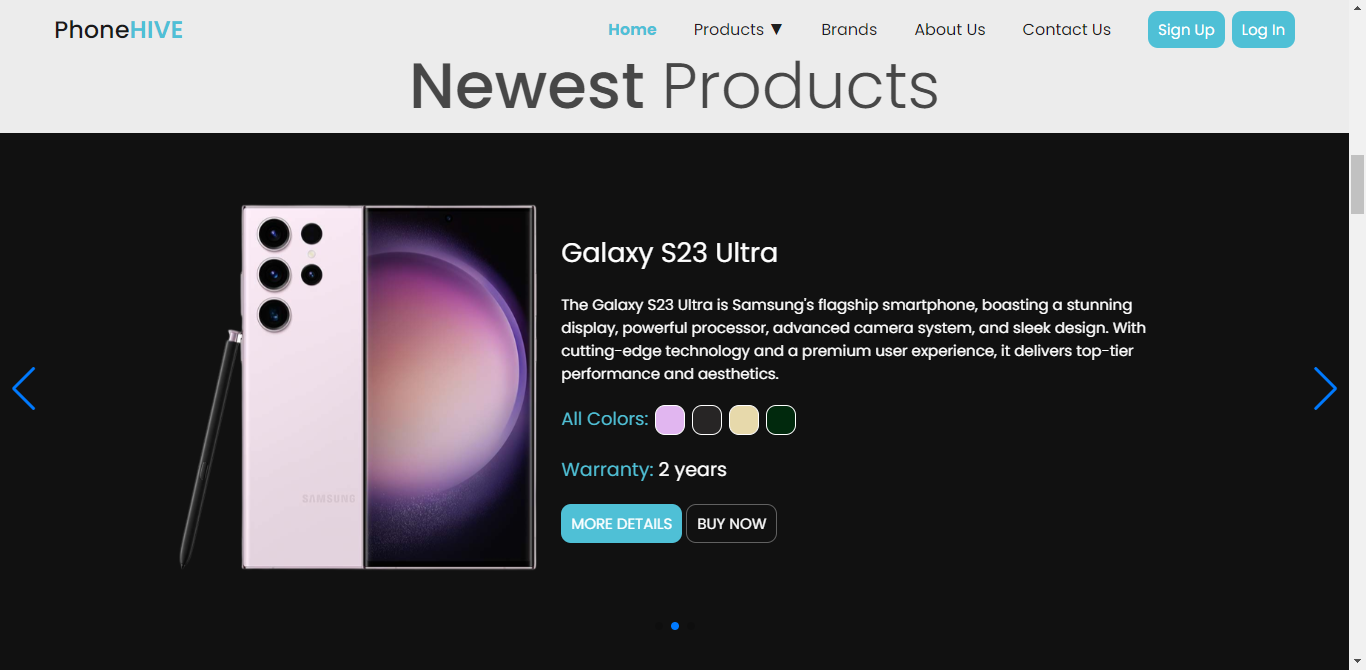 PhoneHIVE
Home Products ▼ Brands About Us Contact Us Sign Up Log In
Newest Products
Galaxy S23 Ultra
The Galaxy S23 Ultra is Samsung's flagship smartphone, boasting a stunning
display, powerful processor, advanced camera system, and sleek design. With
cutting-edge technology and a premium user experience, it delivers top-tier
performance and aesthetics.
All Colors:
Warranty: 2 years
MORE DETAILS BUY NOW
SAMSUNG